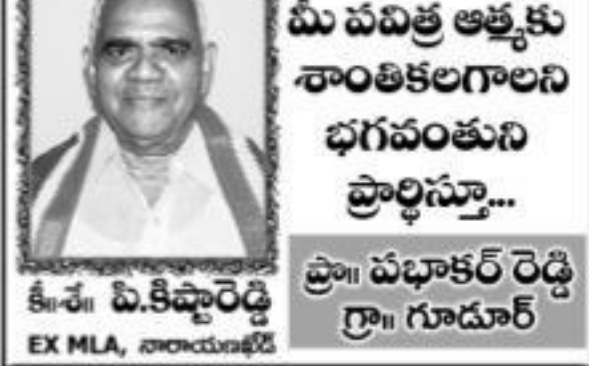 మీ పవిత్ర ఆత్మకు
శాంతికలగాలని
భగవంతుని
ప్రార్థిస్తూ...
ప్రొ॥ పభాకర్ రెడ్డి
గ్రా॥ గూడూర్
కీ॥శే॥ పి.కిష్టారెడ్డి
EX MLA, నారాయణఖేడ్